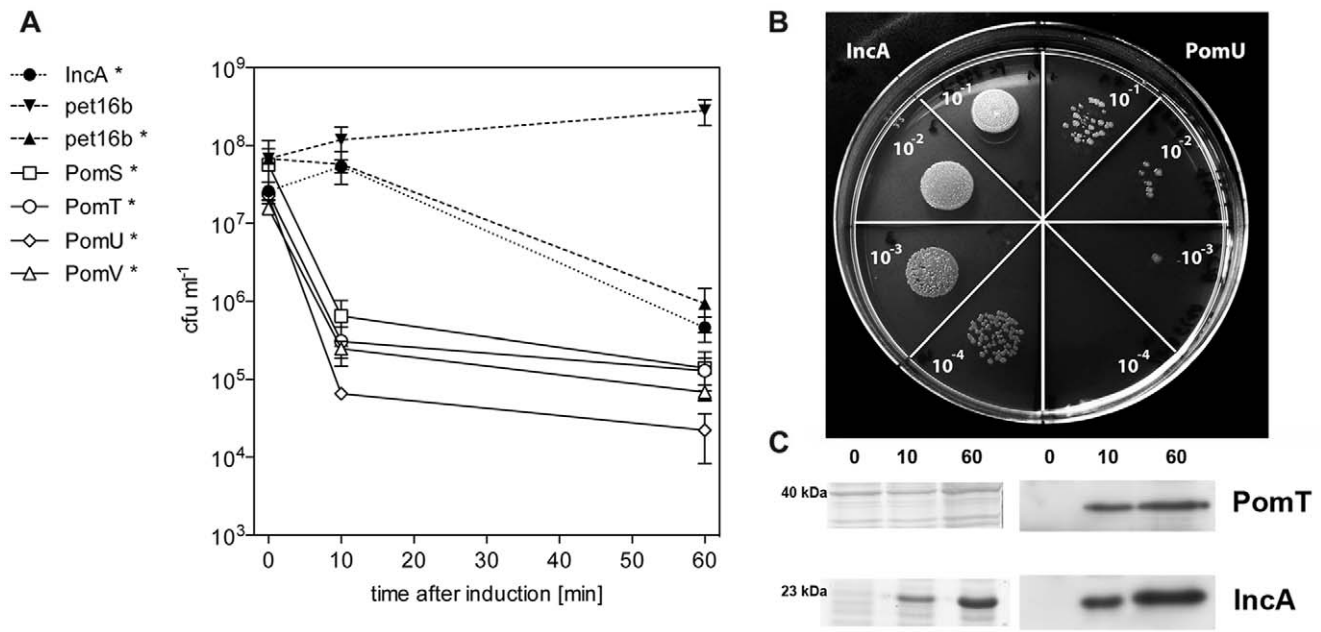 A
IncA *
pet16b
pet16b *
PomS *
PomT *
PomU *
PomV *
10⁹
10⁸
10⁷
10⁶
10⁵
10⁴
10³
cfu ml⁻¹
0 10 20 30 40 50 60
time after induction [min]
B
IncA PomU
10⁻¹ 10⁻¹
10⁻² 10⁻²
10⁻³ 10⁻³
10⁻⁴ 10⁻⁴
C
0 10 60 0 10 60
40 kDa PomT
23 kDa IncA